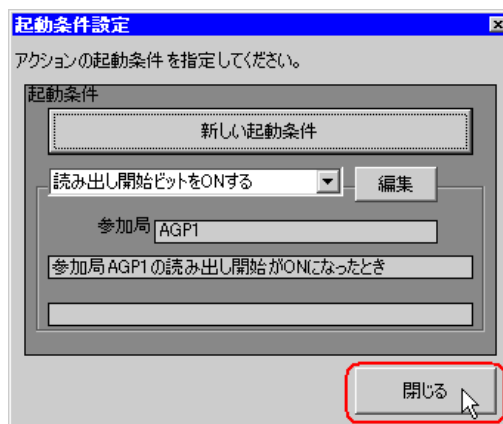 起動条件設定
アクションの起動条件を指定してください。
起動条件
新しい起動条件
読み出し開始ビットをONする
編集
参加局 AGP1
参加局AGP1の読み出し開始がONになったとき
閉じる